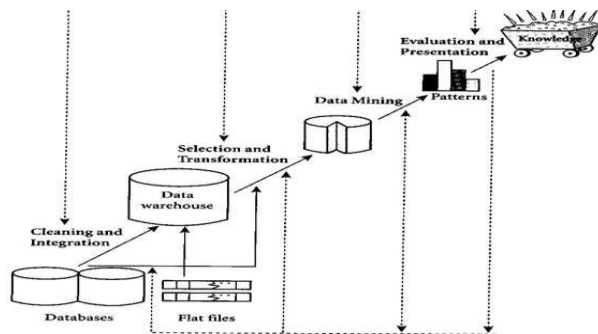 Evaluation and
Presentation
Knowledge
Data Mining
Patterns
Selection and
Transformation
Data
warehouse
Cleaning and
Integration
Databases
Flat files